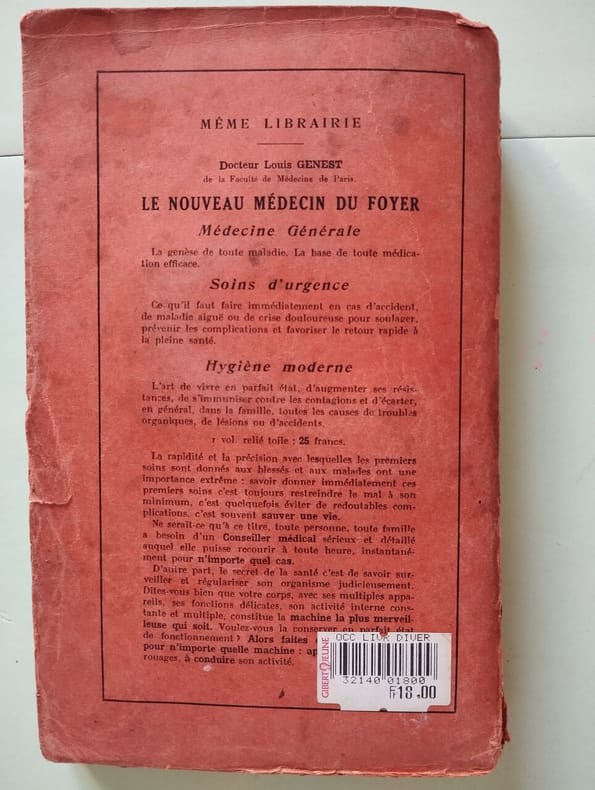 MÊME LIBRAIRIE
Docteur Louis GENEST
de la Faculté de Médecine de Paris.
LE NOUVEAU MÉDECIN DU FOYER
Médecine Générale
La genèse de toute maladie. La base de toute médica-
tion efficace.
Soins d'urgence
Ce qu'il faut faire immédiatement en cas d'accident,
de maladie aiguë ou de crise douloureuse pour soulager,
prévenir les complications et favoriser le retour rapide à
la pleine santé.
Hygiène moderne
L'art de vivre en parfait état, d'augmenter ses résis-
tances, de s'immuniser contre les contagions et d'écarter,
en général, dans la famille, toutes les causes de troubles
organiques, de lésions ou d'accidents.
1 vol. relié toile : 25 francs.
La rapidité et la précision avec lesquelles les premiers
soins sont donnés aux blessés et aux malades ont une
importance extrême : savoir donner immédiatement ces
premiers soins c'est toujours restreindre le mal à son
minimum, c'est quelquefois éviter de redoutables com-
plications, c'est souvent sauver une vie.
Ne serait-ce qu'à ce titre, toute personne, toute famille
a besoin d'un Conseiller médical sérieux et détaillé
auquel elle puisse recourir à toute heure, instantané-
ment pour n'importe quel cas.
D'autre part, le secret de la santé c'est de savoir sur-
veiller et régulariser son organisme judicieusement.
Dites-vous bien que votre corps, avec ses multiples appa-
reils, ses fonctions délicates, son activité interne cons-
tante et multiple, constitue la machine la plus merveil-
leuse qui soit. Voulez-vous la conserver en parfait état
de fonctionnement ? Alors faites
pour n'importe quelle machine : ap
rouages, à conduire son activité.
GIBERT JEUNE
OCC LIVR DIVER
32140 01800
F18,00